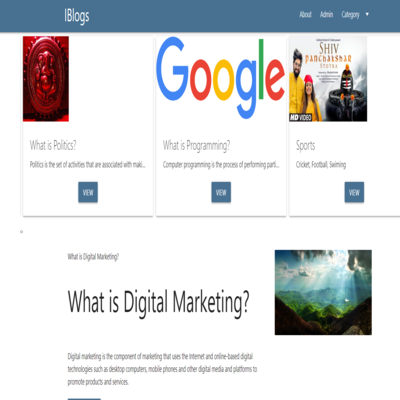 IBlogs
About Admin Category
Google
SHIV
PANCHAKSHAR
STOTRA
HD VIDEO
What is Politics?
Politics is the set of activities that are associated with maki...
VIEW
What is Programming?
Computer programming is the process of performing parti...
VIEW
Sports
Cricket, Football, Swiming
VIEW
What is Digital Marketing?
What is Digital Marketing?
Digital marketing is the component of marketing that uses the Internet and online-based digital
technologies such as desktop computers, mobile phones and other digital media and platforms to
promote products and services.